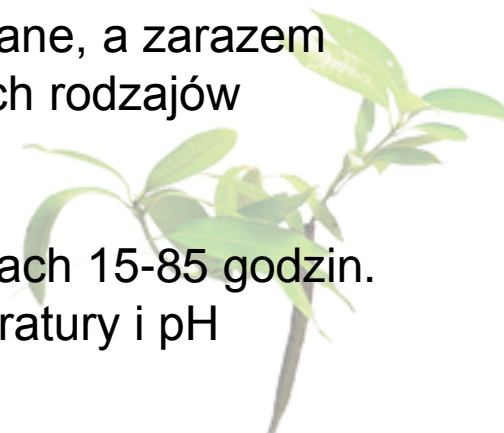 ane, a zarazem
ch rodzajów
ach 15-85 godzin.
ratury i pH